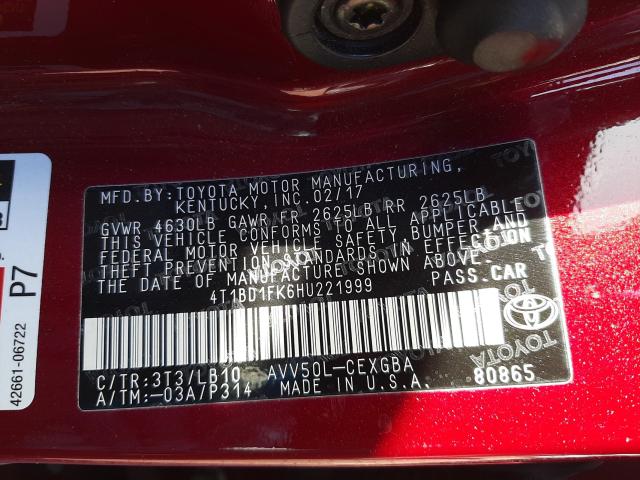 MFD.BY:TOYOTA MOTOR MANUFACTURING,
KENTUCKY,INC.02/17
GVWR 4630LB GAWR FR 2625LB RR 2625LB
THIS VEHICLE CONFORMS TO ALL APPLICABLE
FEDERAL MOTOR VEHICLE SAFETY,BUMPER,AND
THEFT PREVENTION STANDARDS IN EFFECT ON
THE DATE OF MANUFACTURE SHOWN ABOVE.
4T1BD1FK6HU221999 PASS.CAR
C/TR:3T3/LB10 AVV50L-CEXGBA
A/TM:-03A7P314 MADE IN U.S.A. 80865
TOYOTA
42661-06722
P7